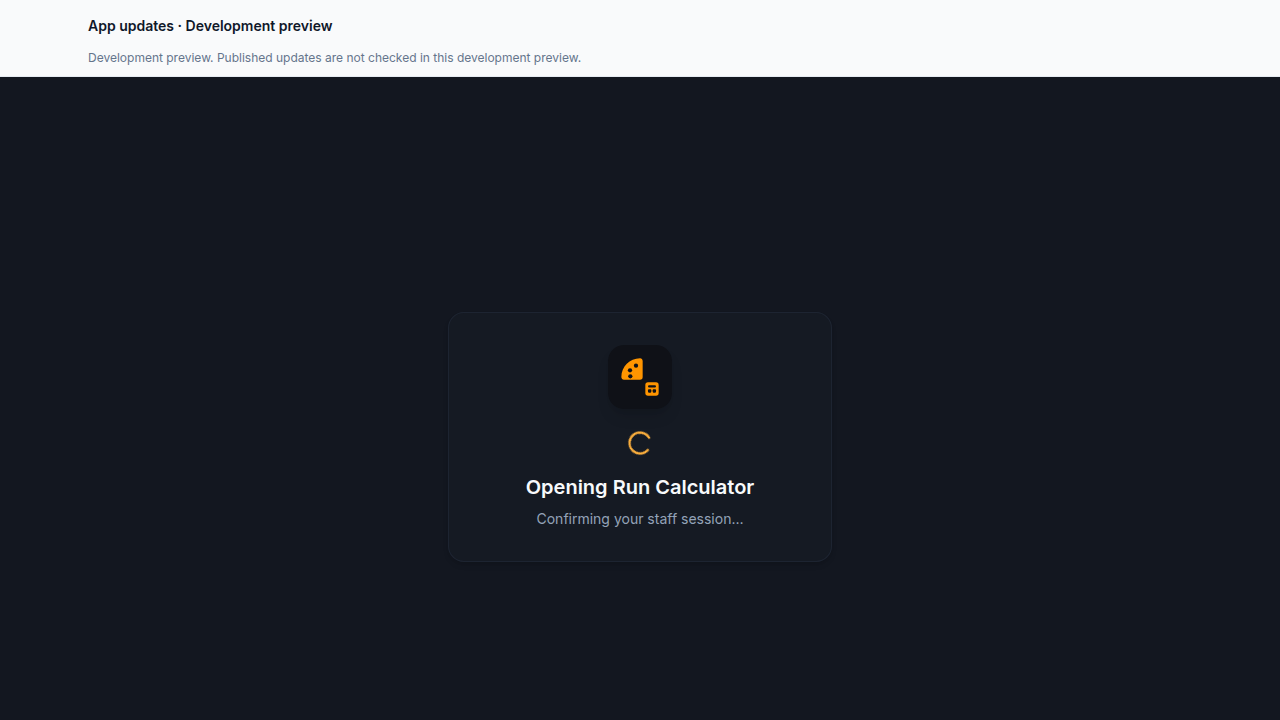 App updates · Development preview
Development preview. Published updates are not checked in this development preview.
Opening Run Calculator
Confirming your staff session...